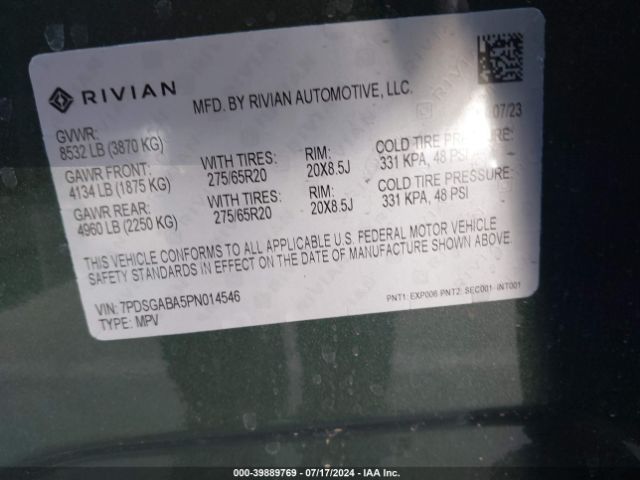 RIVIAN
MFD. BY RIVIAN AUTOMOTIVE, LLC.
07/23
GVWR:
8532 LB (3870 KG)
GAWR FRONT: WITH TIRES: RIM: COLD TIRE PRESSURE:
4134 LB (1875 KG) 275/65R20 20X8.5J 331 KPA, 48 PSI
GAWR REAR: WITH TIRES: RIM: COLD TIRE PRESSURE:
4960 LB (2250 KG) 275/65R20 20X8.5J 331 KPA, 48 PSI
THIS VEHICLE CONFORMS TO ALL APPLICABLE U.S. FEDERAL MOTOR VEHICLE
SAFETY STANDARDS IN EFFECT ON THE DATE OF MANUFACTURE SHOWN ABOVE.
VIN: 7PDSGABA5PN014546
TYPE: MPV
PNT1: EXP006 PNT2: SEC001- INT001
000-39889769 / 07/17/2024 / IAA Inc.